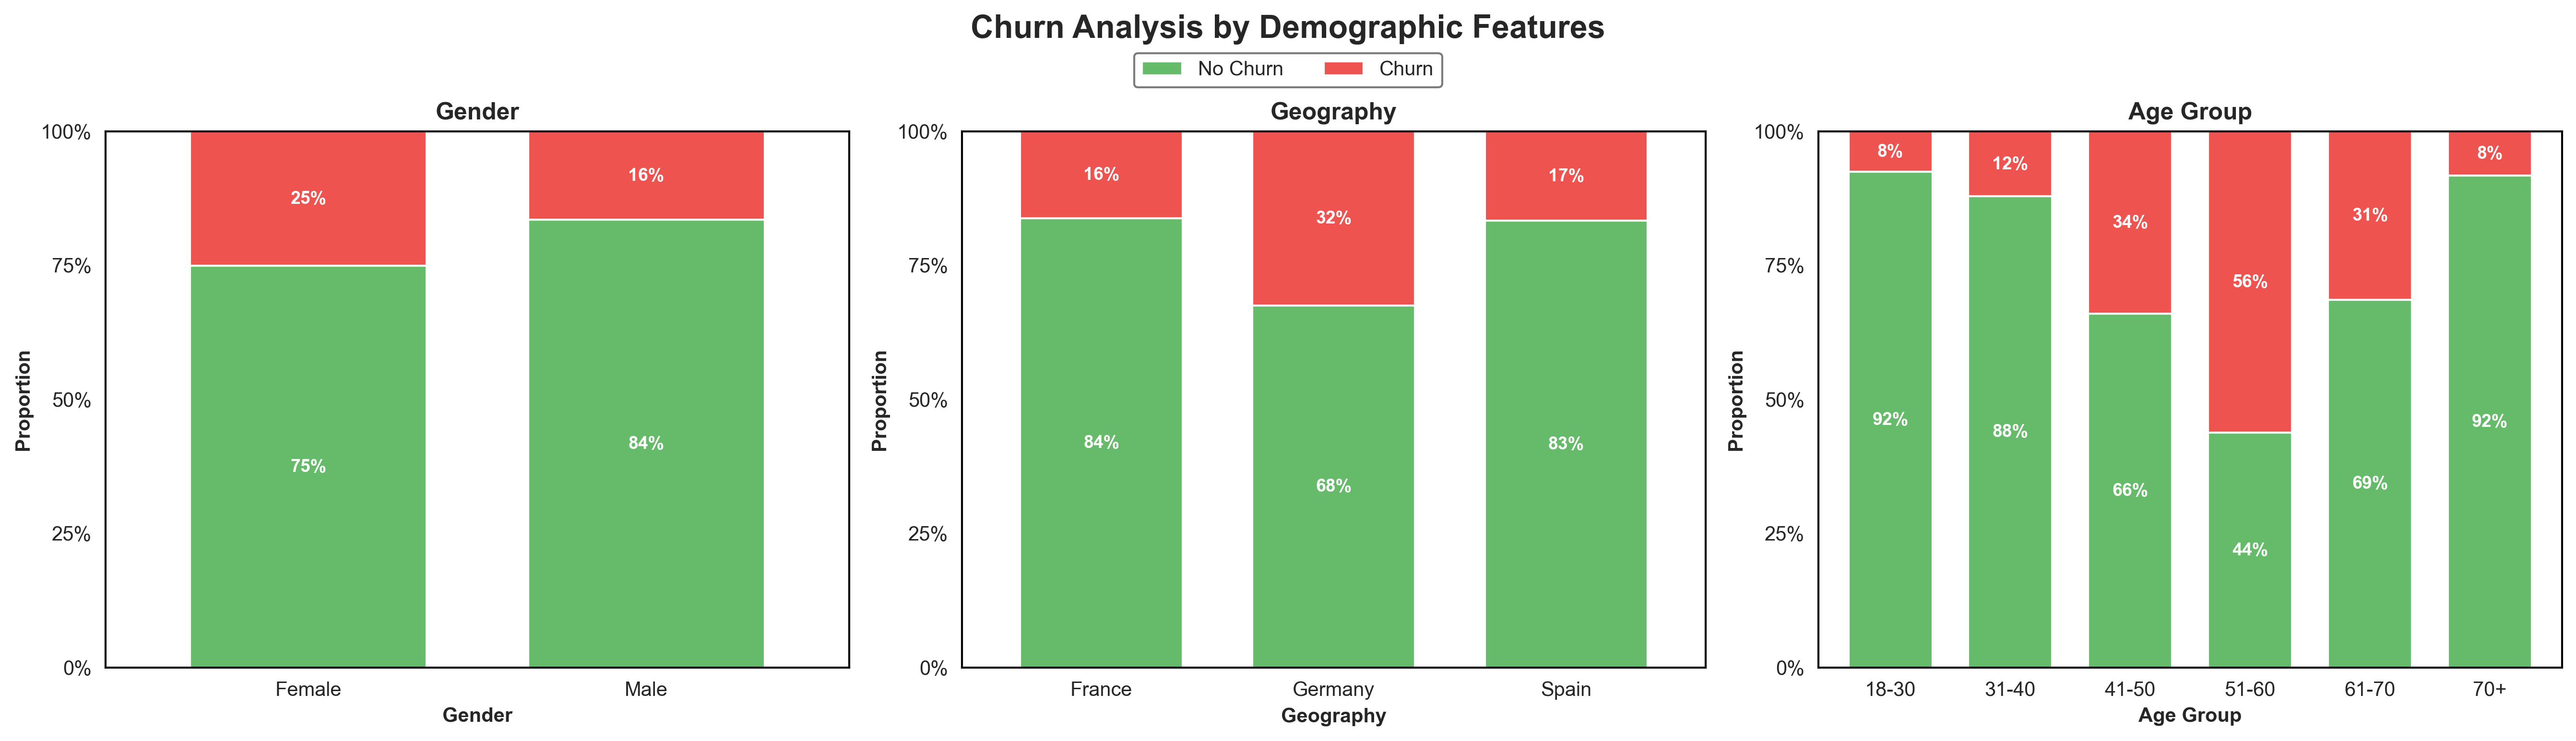 Churn Analysis by Demographic Features
No Churn
Churn
Gender
100%
75%
50%
25%
0%
Proportion
25%
75%
16%
84%
Female
Male
Gender
Geography
100%
75%
50%
25%
0%
Proportion
16%
84%
32%
68%
17%
83%
France
Germany
Spain
Geography
Age Group
100%
75%
50%
25%
0%
Proportion
8%
92%
12%
88%
34%
66%
56%
44%
31%
69%
8%
92%
18-30
31-40
41-50
51-60
61-70
70+
Age Group